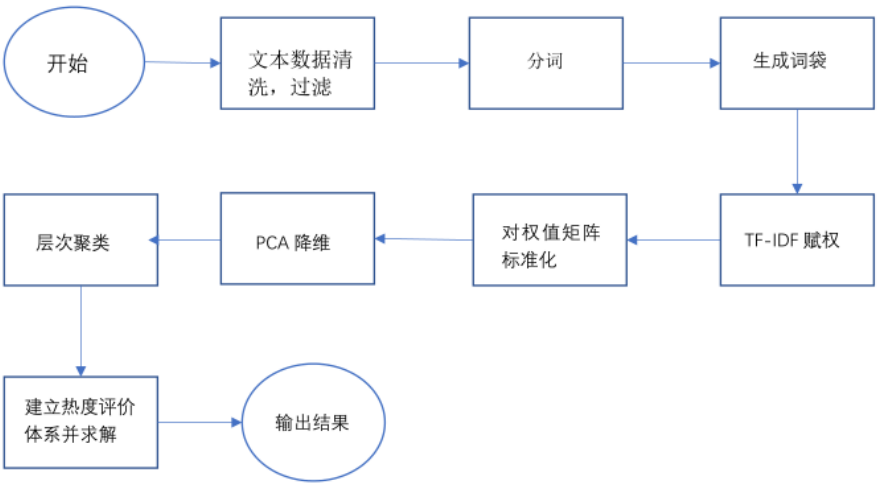 开始
文本数据清
洗，过滤
分词
生成词袋
TF-IDF 赋权
对权值矩阵
标准化
PCA 降维
层次聚类
建立热度评价
体系并求解
输出结果